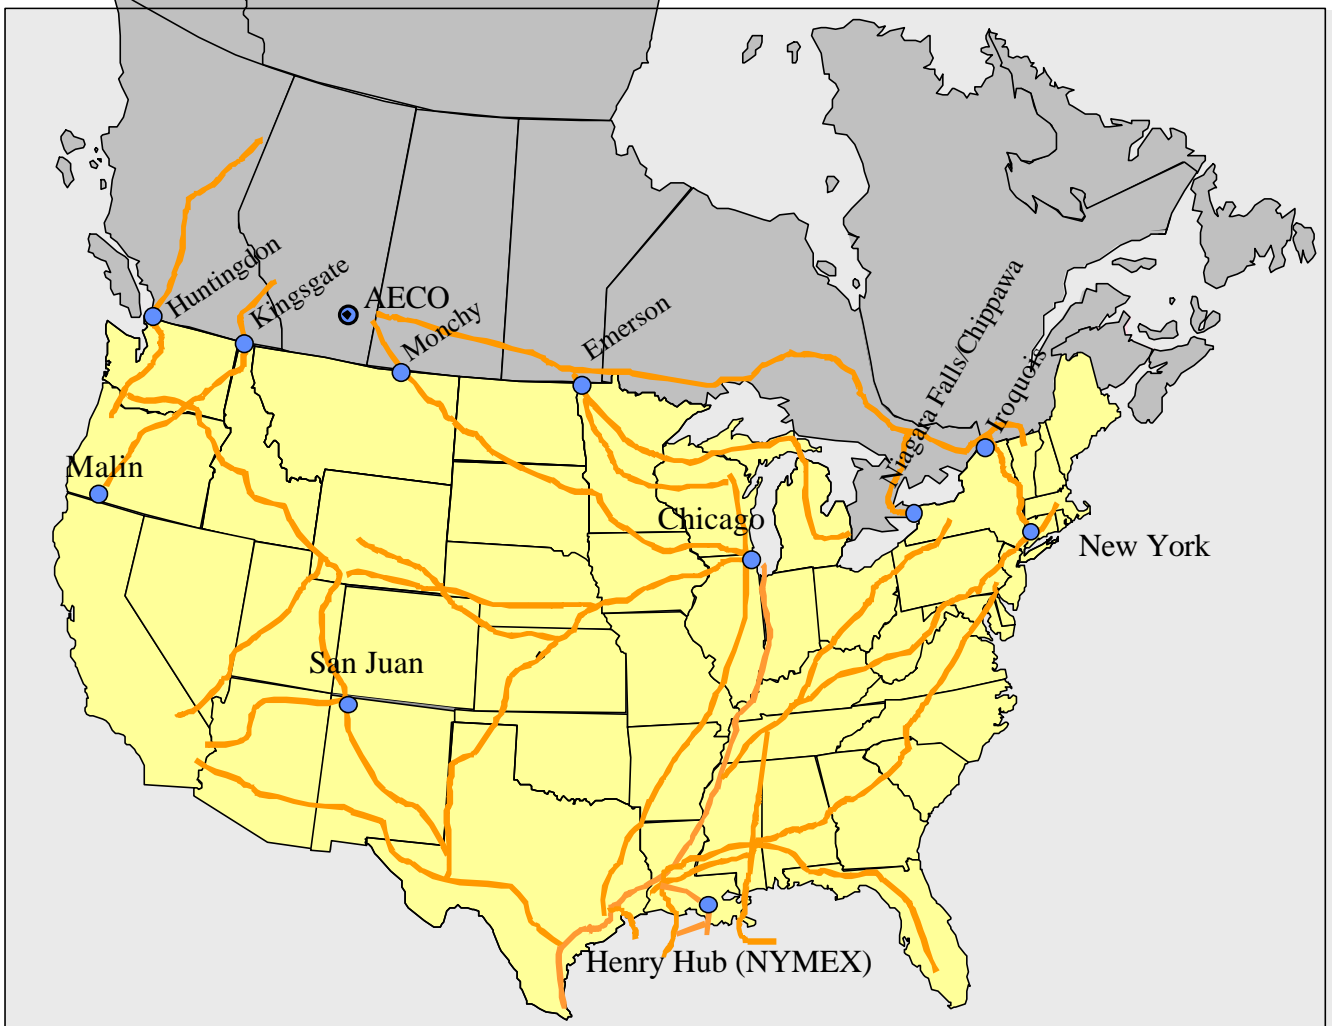 Huntingdon
Kingsgate
AECO
Monchy
Emerson
Niagara Falls/Chippawa
Iroquois
Malin
Chicago
New York
San Juan
Henry Hub (NYMEX)